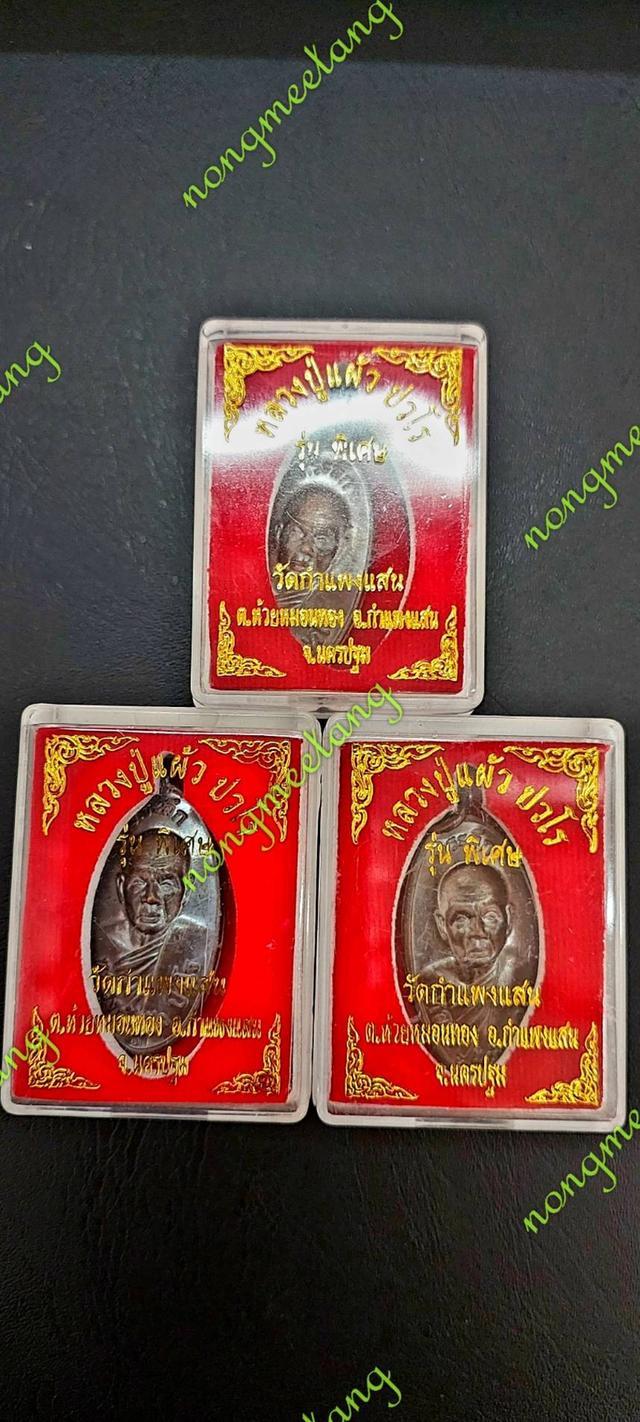 nongmeetang
หลวงปู่แผ้ว ปวโร
รุ่น พิเศษ
วัดกำแพงแสน
ต.ห้วยหมอนทอง อ.กำแพงแสน
จ.นครปฐม
หลวงปู่แผ้ว ปว
รุ่น พิเศษ
วัดกำแพงแสน
ต.ห้วยหมอนทอง อ.กำแพงแสน
จ.นครปฐม
หลวงปู่แผ้ว ปวโร
รุ่น พิเศษ
วัดกำแพงแสน
ต.ห้วยหมอนทอง อ.กำแพงแสน
จ.นครปฐม
nongmeetang